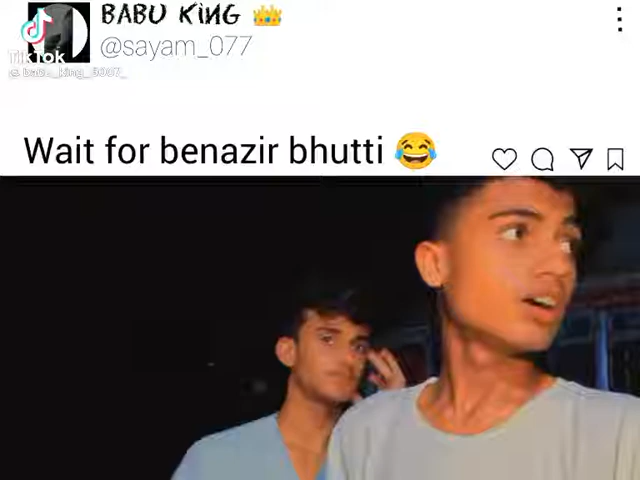 BABU KING 👑
@sayam_077
TikTok
Wait for benazir bhutti 😂